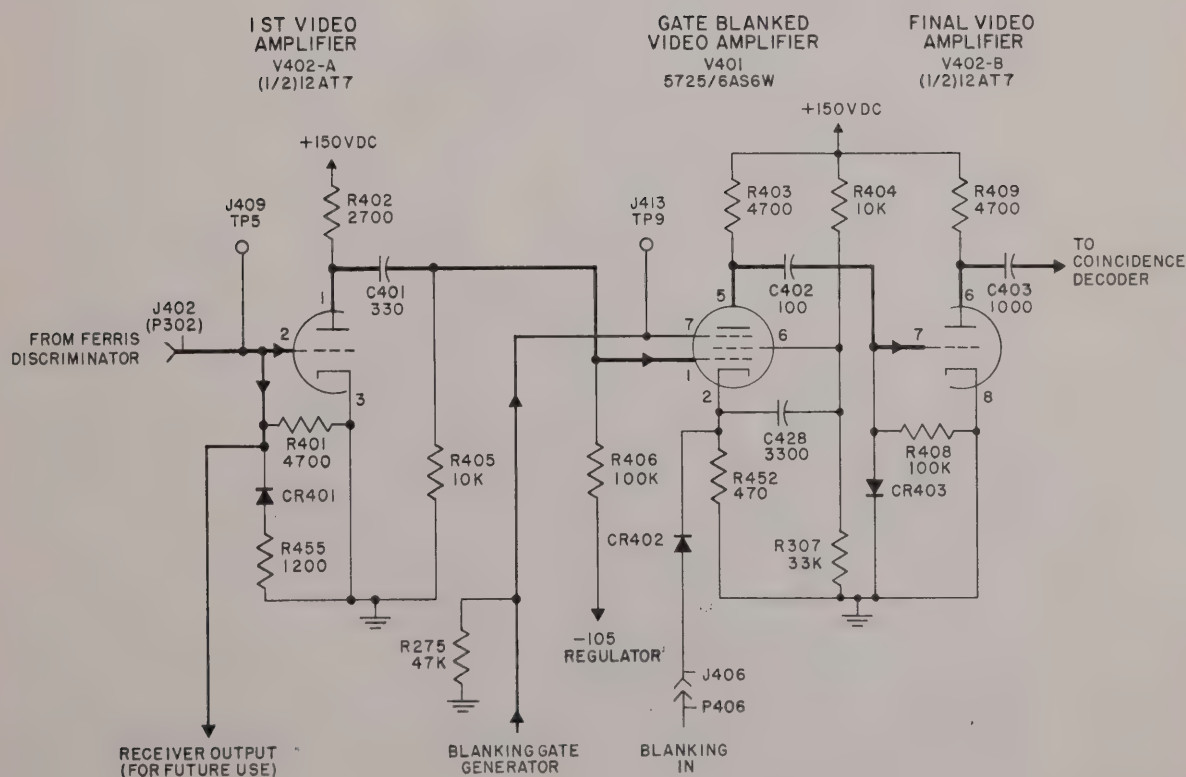 1 ST VIDEO
AMPLIFIER
V402-A
(1/2)12AT7
GATE BLANKED
VIDEO AMPLIFIER
V401
5725/6AS6W
FINAL VIDEO
AMPLIFIER
V402-B
(1/2)12AT7
+150VDC
+150VDC
J409
TP5
R402
2700
J413
TP9
R403
4700
R404
10K
R409
4700
C401
330
C402
100
C403
1000
TO
COINCIDENCE
DECODER
J402
(P302)
FROM FERRIS
DISCRIMINATOR
1
2
3
5
7
6
1
2
6
7
8
R401
4700
R405
10K
R406
100K
C428
3300
R452
470
R408
100K
CR401
CR403
CR402
R455
1200
R307
33K
R275
47K
-105
REGULATOR
J406
P406
RECEIVER OUTPUT
(FOR FUTURE USE)
BLANKING GATE
GENERATOR
BLANKING
IN